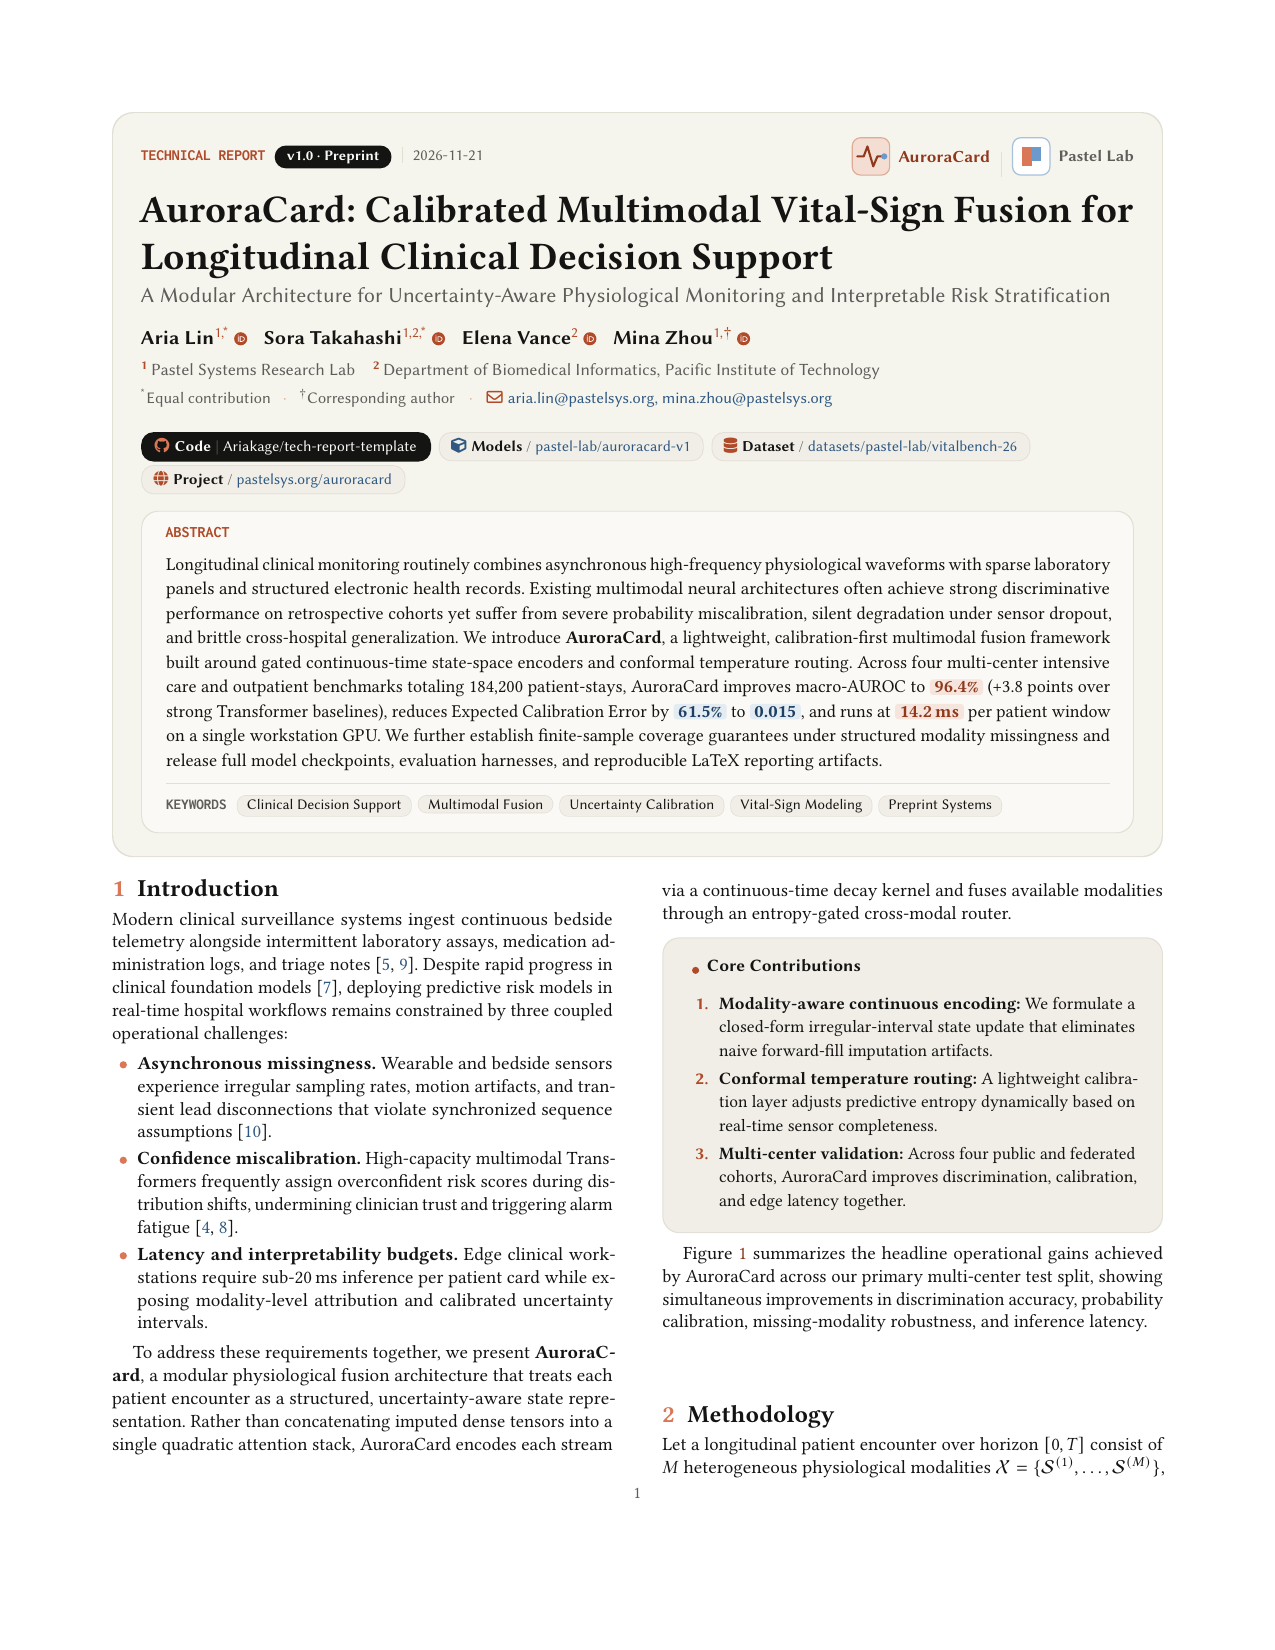 TECHNICAL REPORT v1.0 · Preprint 2026-11-21 AuroraCard Pastel Lab
AuroraCard: Calibrated Multimodal Vital-Sign Fusion for
Longitudinal Clinical Decision Support
A Modular Architecture for Uncertainty-Aware Physiological Monitoring and Interpretable Risk Stratification
Aria Lin1,* iD Sora Takahashi1,2,* iD Elena Vance2 iD Mina Zhou1,† iD
1 Pastel Systems Research Lab 2 Department of Biomedical Informatics, Pacific Institute of Technology
*Equal contribution · †Corresponding author · aria.lin@pastelsys.org, mina.zhou@pastelsys.org
Code | Ariakage/tech-report-template Models / pastel-lab/auroracard-v1 Dataset / datasets/pastel-lab/vitalbench-26
Project / pastelsys.org/auroracard
ABSTRACT
Longitudinal clinical monitoring routinely combines asynchronous high-frequency physiological waveforms with sparse laboratory
panels and structured electronic health records. Existing multimodal neural architectures often achieve strong discriminative
performance on retrospective cohorts yet suffer from severe probability miscalibration, silent degradation under sensor dropout,
and brittle cross-hospital generalization. We introduce AuroraCard, a lightweight, calibration-first multimodal fusion framework
built around gated continuous-time state-space encoders and conformal temperature routing. Across four multi-center intensive
care and outpatient benchmarks totaling 184,200 patient-stays, AuroraCard improves macro-AUROC to 96.4% (+3.8 points over
strong Transformer baselines), reduces Expected Calibration Error by 61.5% to 0.015, and runs at 14.2 ms per patient window
on a single workstation GPU. We further establish finite-sample coverage guarantees under structured modality missingness and
release full model checkpoints, evaluation harnesses, and reproducible LaTeX reporting artifacts.
KEYWORDS Clinical Decision Support Multimodal Fusion Uncertainty Calibration Vital-Sign Modeling Preprint Systems
1 Introduction
Modern clinical surveillance systems ingest continuous bedside
telemetry alongside intermittent laboratory assays, medication ad-
ministration logs, and triage notes [5, 9]. Despite rapid progress in
clinical foundation models [7], deploying predictive risk models in
real-time hospital workflows remains constrained by three coupled
operational challenges:
• Asynchronous missingness. Wearable and bedside sensors
experience irregular sampling rates, motion artifacts, and tran-
sient lead disconnections that violate synchronized sequence
assumptions [10].
• Confidence miscalibration. High-capacity multimodal Trans-
formers frequently assign overconfident risk scores during dis-
tribution shifts, undermining clinician trust and triggering alarm
fatigue [4, 8].
• Latency and interpretability budgets. Edge clinical work-
stations require sub-20 ms inference per patient card while ex-
posing modality-level attribution and calibrated uncertainty
intervals.
To address these requirements together, we present AuroraC-
ard, a modular physiological fusion architecture that treats each
patient encounter as a structured, uncertainty-aware state repre-
sentation. Rather than concatenating imputed dense tensors into a
single quadratic attention stack, AuroraCard encodes each stream
via a continuous-time decay kernel and fuses available modalities
through an entropy-gated cross-modal router.
• Core Contributions
1. Modality-aware continuous encoding: We formulate a
closed-form irregular-interval state update that eliminates
naive forward-fill imputation artifacts.
2. Conformal temperature routing: A lightweight calibra-
tion layer adjusts predictive entropy dynamically based on
real-time sensor completeness.
3. Multi-center validation: Across four public and federated
cohorts, AuroraCard improves discrimination, calibration,
and edge latency together.
Figure 1 summarizes the headline operational gains achieved
by AuroraCard across our primary multi-center test split, showing
simultaneous improvements in discrimination accuracy, probability
calibration, missing-modality robustness, and inference latency.
2 Methodology
Let a longitudinal patient encounter over horizon [0, T] consist of
M heterogeneous physiological modalities 𝒳 = {𝒮(1), . . . , 𝒮(M)},
1